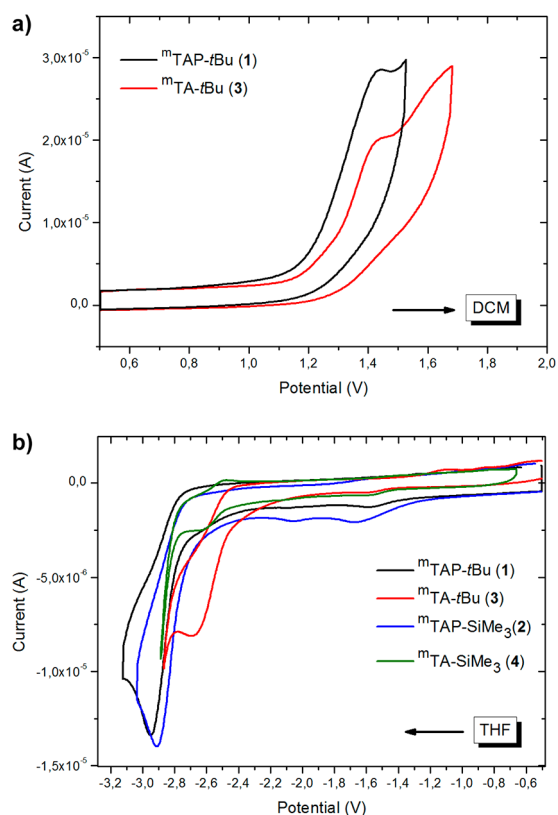 a)
ᵐTAP-tBu (1)
ᵐTA-tBu (3)
3,0x10⁻⁵
2,0x10⁻⁵
1,0x10⁻⁵
0,0
Current (A)
DCM
0,6 0,8 1,0 1,2 1,4 1,6 1,8 2,0
Potential (V)
b)
0,0
-5,0x10⁻⁶
-1,0x10⁻⁵
-1,5x10⁻⁵
Current (A)
ᵐTAP-tBu (1)
ᵐTA-tBu (3)
ᵐTAP-SiMe₃(2)
ᵐTA-SiMe₃ (4)
THF
-3,2 -3,0 -2,8 -2,6 -2,4 -2,2 -2,0 -1,8 -1,6 -1,4 -1,2 -1,0 -0,8 -0,6
Potential (V)